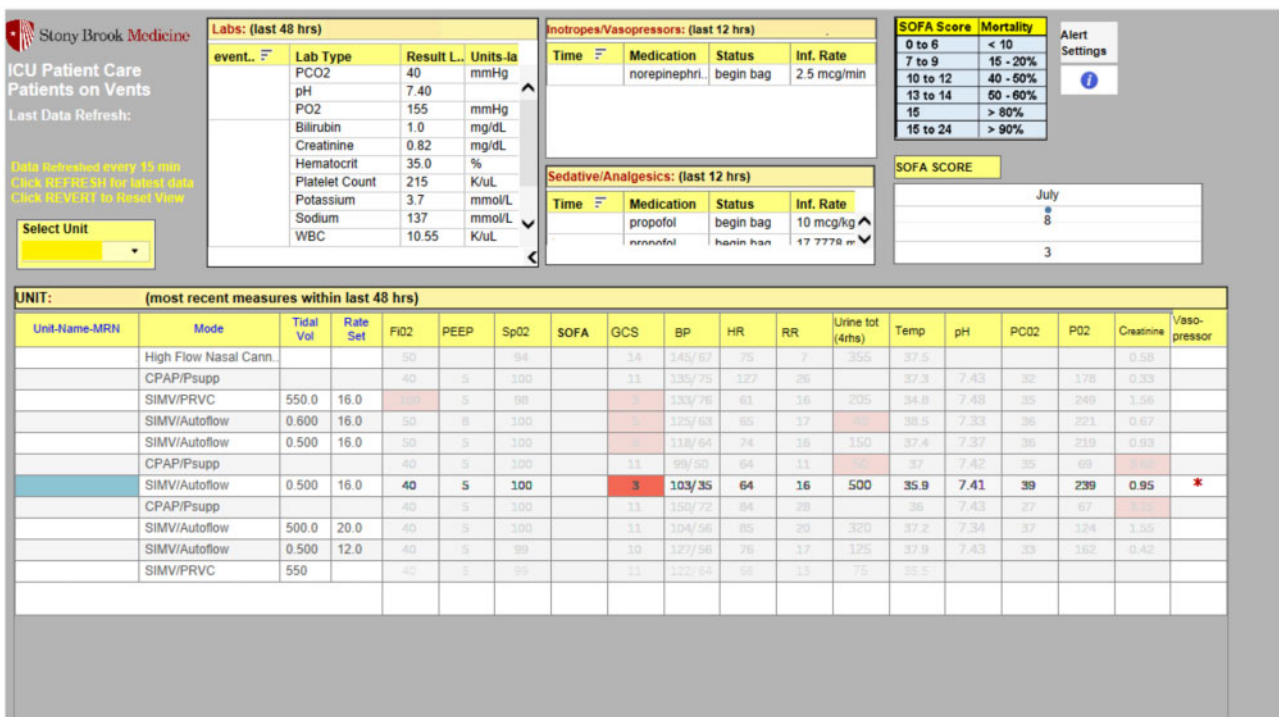 Stony Brook Medicine
ICU Patient Care
Patients on Vents
Last Data Refresh:
Data Refreshed every 15 min
Click REFRESH for latest data
Click REVERT to Reset View
Select Unit
Labs: (last 48 hrs)
event.. Lab Type Result L.. Units-la
PCO2 40 mmHg
pH 7.40
PO2 155 mmHg
Bilirubin 1.0 mg/dL
Creatinine 0.82 mg/dL
Hematocrit 35.0 %
Platelet Count 215 K/uL
Potassium 3.7 mmol/L
Sodium 137 mmol/L
WBC 10.55 K/uL
Inotropes/Vasopressors: (last 12 hrs)
Time Medication Status Inf. Rate
norepinephri.. begin bag 2.5 mcg/min
Sedative/Analgesics: (last 12 hrs)
Time Medication Status Inf. Rate
propofol begin bag 10 mcg/kg
propofol begin bag 17.7778 m
SOFA Score Mortality
0 to 6 < 10
7 to 9 15 - 20%
10 to 12 40 - 50%
13 to 14 50 - 60%
15 > 80%
15 to 24 > 90%
Alert
Settings
i
SOFA SCORE
July
8
3
UNIT: (most recent measures within last 48 hrs)
Unit-Name-MRN Mode Tidal Vol Rate Set Fi02 PEEP Sp02 SOFA GCS BP HR RR Urine tot (4rhs) Temp pH PC02 P02 Creatinine Vaso-pressor
High Flow Nasal Cann.. 50 94 14 145/67 75 7 355 37.5 0.58
CPAP/Psupp 40 5 100 11 135/75 127 26 37.3 7.43 32 178 0.33
SIMV/PRVC 550.0 16.0 100 5 98 3 133/76 61 16 205 34.8 7.48 35 249 1.56
SIMV/Autoflow 0.600 16.0 50 8 100 5 125/63 65 17 38.5 7.33 36 221 0.67
SIMV/Autoflow 0.500 16.0 50 5 100 118/64 74 16 150 37.4 7.37 36 219 0.93
CPAP/Psupp 40 5 100 11 99/50 64 11 50 37 7.42 35 69
SIMV/Autoflow 0.500 16.0 40 5 100 3 103/35 64 16 500 35.9 7.41 39 239 0.95 *
CPAP/Psupp 40 5 100 11 150/72 84 28 36 7.43 27 67
SIMV/Autoflow 500.0 20.0 40 5 100 11 104/56 85 20 320 37.2 7.34 37 124 1.55
SIMV/Autoflow 0.500 12.0 40 5 99 10 127/56 76 17 125 37.9 7.43 33 162 0.42
SIMV/PRVC 550 40 5 99 11 122/64 13 75 35.5